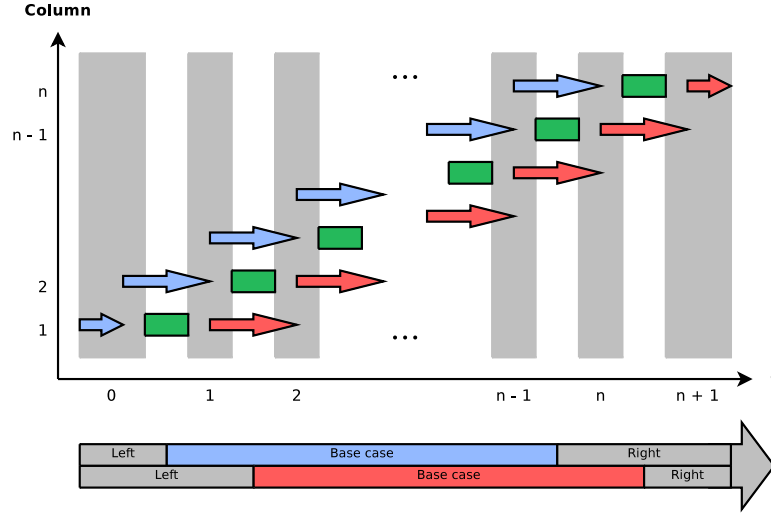 Column
...
n
n - 1
2
1
...
0 1 2 n - 1 n n + 1
Left Base case Right
Left Base case Right